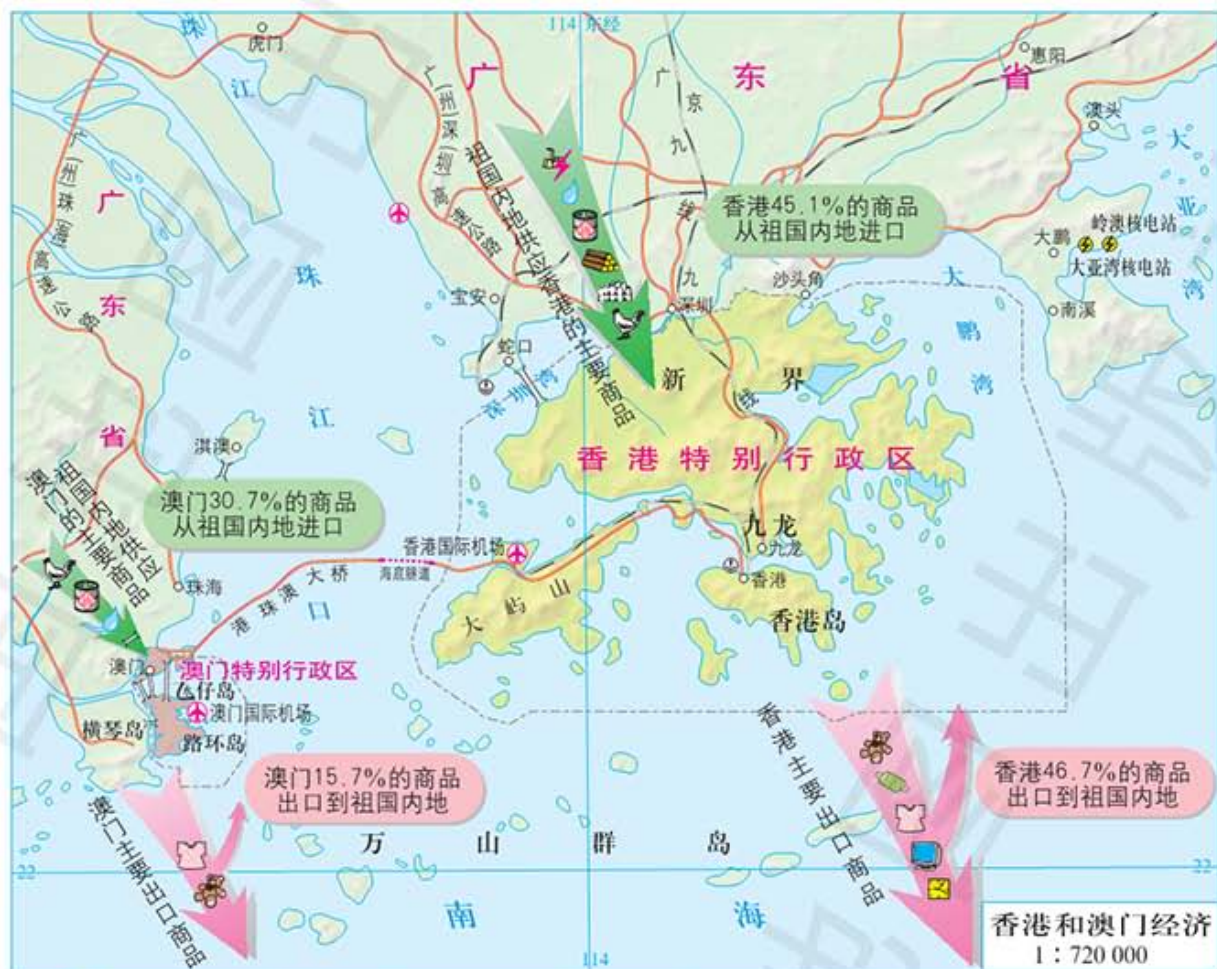 114 东经
珠江
虎门
广东省
惠阳
澳头
大亚湾
广(州)深(圳)高速公路
广九线
京九线
广(州)珠(海)高速公路
祖国内地供应香港的主要商品
香港45.1%的商品
从祖国内地进口
大鹏
岭澳核电站
大亚湾核电站
南溪
沙头角
深圳
宝安
蛇口
深圳湾
大鹏湾
珠江口
广东省
新界
香港特别行政区
淇澳
澳门30.7%的商品
从祖国内地进口
祖国内地供应
澳门的主要商品
香港国际机场
海底隧道
港珠澳大桥
九龙
九龙
香港
香港岛
大屿山
珠海
澳门
澳门特别行政区
氹仔岛
澳门国际机场
横琴岛
路环岛
澳门15.7%的商品
出口到祖国内地
澳门主要出口商品
香港主要出口商品
香港46.7%的商品
出口到祖国内地
万山群岛
22
22
南海
114
香港和澳门经济
1：720 000